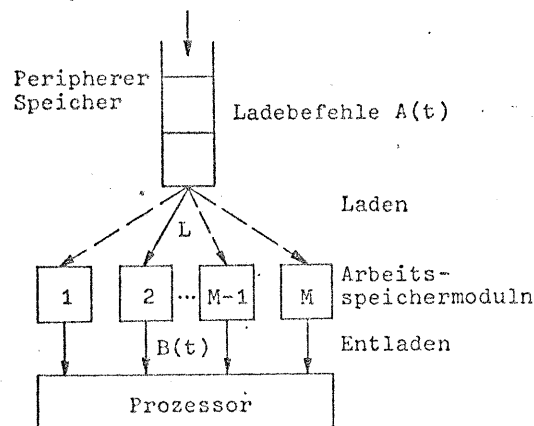 Peripherer
Speicher
Ladebefehle A(t)
Laden
L
1
2
...
M-1
M
Arbeits-
speichermoduln
B(t)
Entladen
Prozessor